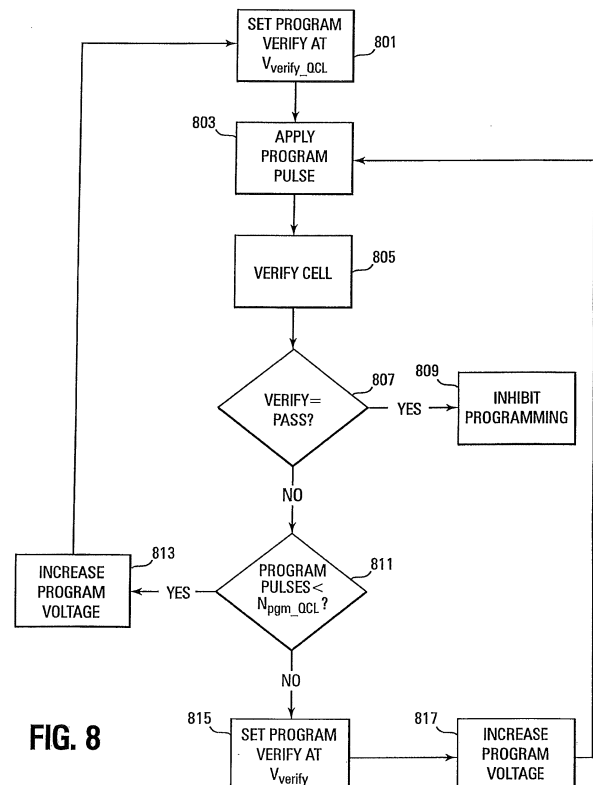 SET PROGRAM
VERIFY AT
Vverify_QCL
801
803
APPLY
PROGRAM
PULSE
VERIFY CELL
805
VERIFY=
PASS?
807
YES
809
INHIBIT
PROGRAMMING
NO
PROGRAM
PULSES<
Npgm_QCL?
811
YES
813
INCREASE
PROGRAM
VOLTAGE
NO
815
SET PROGRAM
VERIFY AT
Vverify
817
INCREASE
PROGRAM
VOLTAGE
FIG. 8